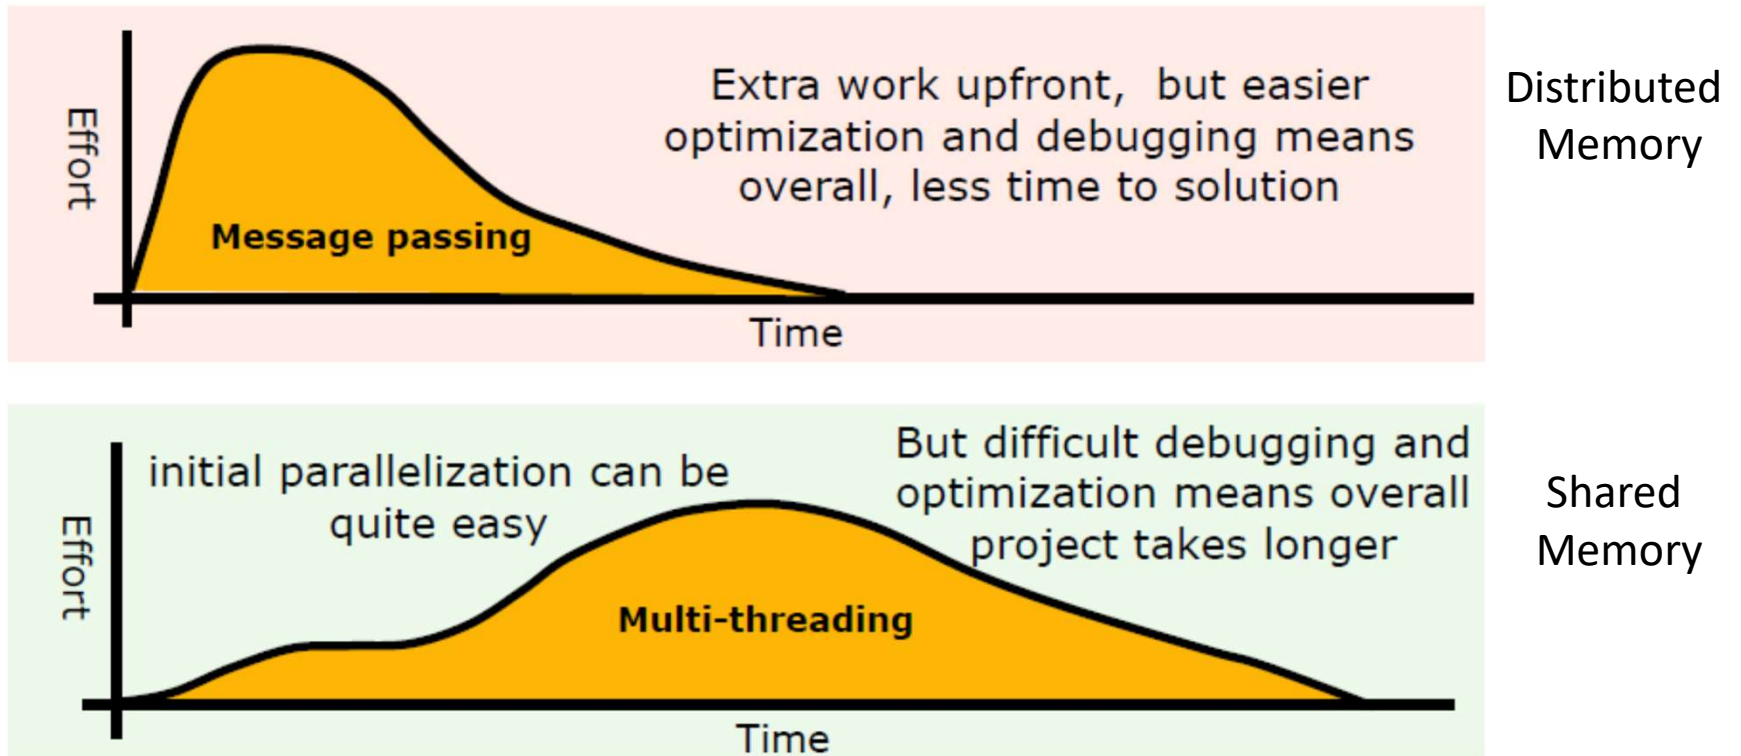 Effort
Extra work upfront, but easier
optimization and debugging means
overall, less time to solution
Message passing
Time
Distributed
Memory
Effort
initial parallelization can be
quite easy
But difficult debugging and
optimization means overall
project takes longer
Multi-threading
Time
Shared
Memory